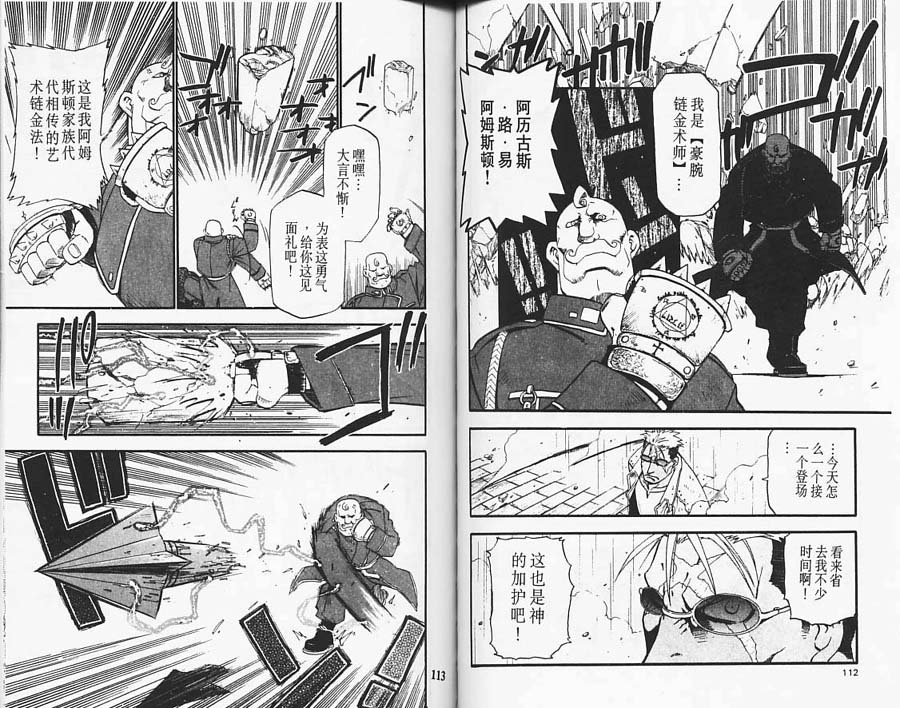 我是【豪腕
链金术师】…
阿历古斯
·路·易
阿姆斯顿！
…今天怎
么一个接
一个登场
…
看来省
去我不少
时间啊！
这也是神
的加护吧！
112
嘿嘿…
大言不惭！
为表这勇气
，给你这见
面礼吧！
这是我阿姆
斯顿家族代
代相传的艺
术链金法！
113